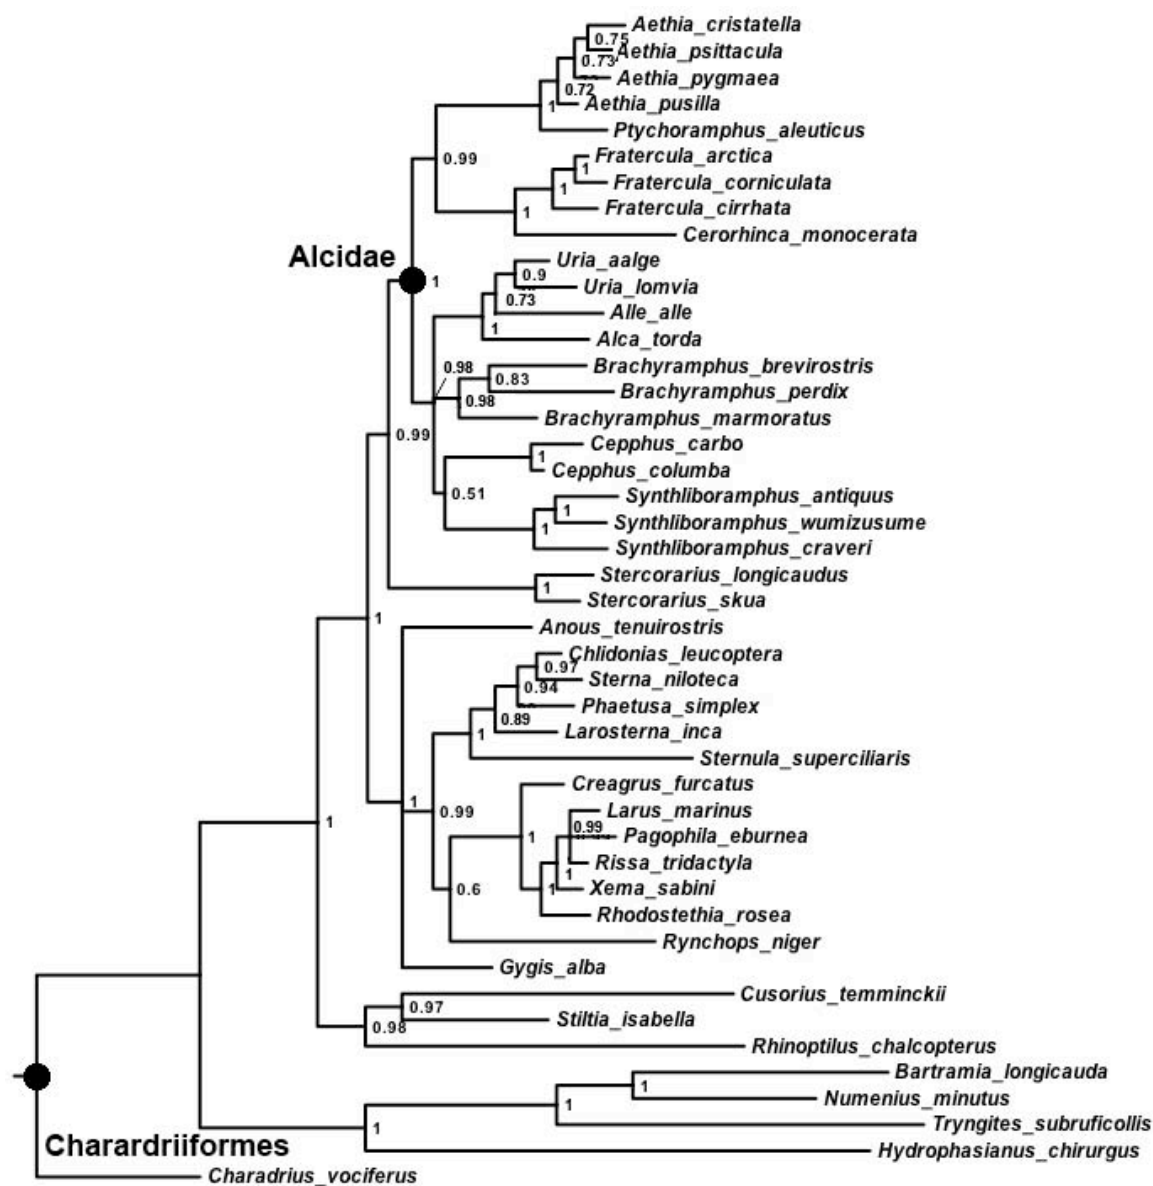 Aethia_cristatella
0.75
Aethia_psittacula
0.73
Aethia_pygmaea
0.72
Aethia_pusilla
1
Ptychoramphus_aleuticus
0.99
Fratercula_arctica
1
Fratercula_corniculata
1
Fratercula_cirrhata
1
Cerorhinca_monocerata
Alcidae
1
Uria_aalge
0.9
Uria_lomvia
0.73
Alle_alle
1
Alca_torda
0.98
Brachyramphus_brevirostris
0.83
Brachyramphus_perdix
0.98
Brachyramphus_marmoratus
0.99
Cepphus_carbo
1
Cepphus_columba
0.51
Synthliboramphus_antiquus
1
Synthliboramphus_wumizusume
1
Synthliboramphus_craveri
Stercorarius_longicaudus
1
Stercorarius_skua
1
Anous_tenuirostris
Chlidonias_leucoptera
0.97
Sterna_niloteca
0.94
Phaetusa_simplex
0.89
Larosterna_inca
1
Sternula_superciliaris
Creagrus_furcatus
1
0.99
Larus_marinus
0.99
Pagophila_eburnea
1
Rissa_tridactyla
1
Xema_sabini
1
0.6
Rhodostethia_rosea
Rynchops_niger
Gygis_alba
1
Cusorius_temminckii
0.97
Stiltia_isabella
0.98
Rhinoptilus_chalcopterus
Bartramia_longicauda
1
Numenius_minutus
1
Tryngites_subruficollis
1
Hydrophasianus_chirurgus
Charardriiformes
Charadrius_vociferus